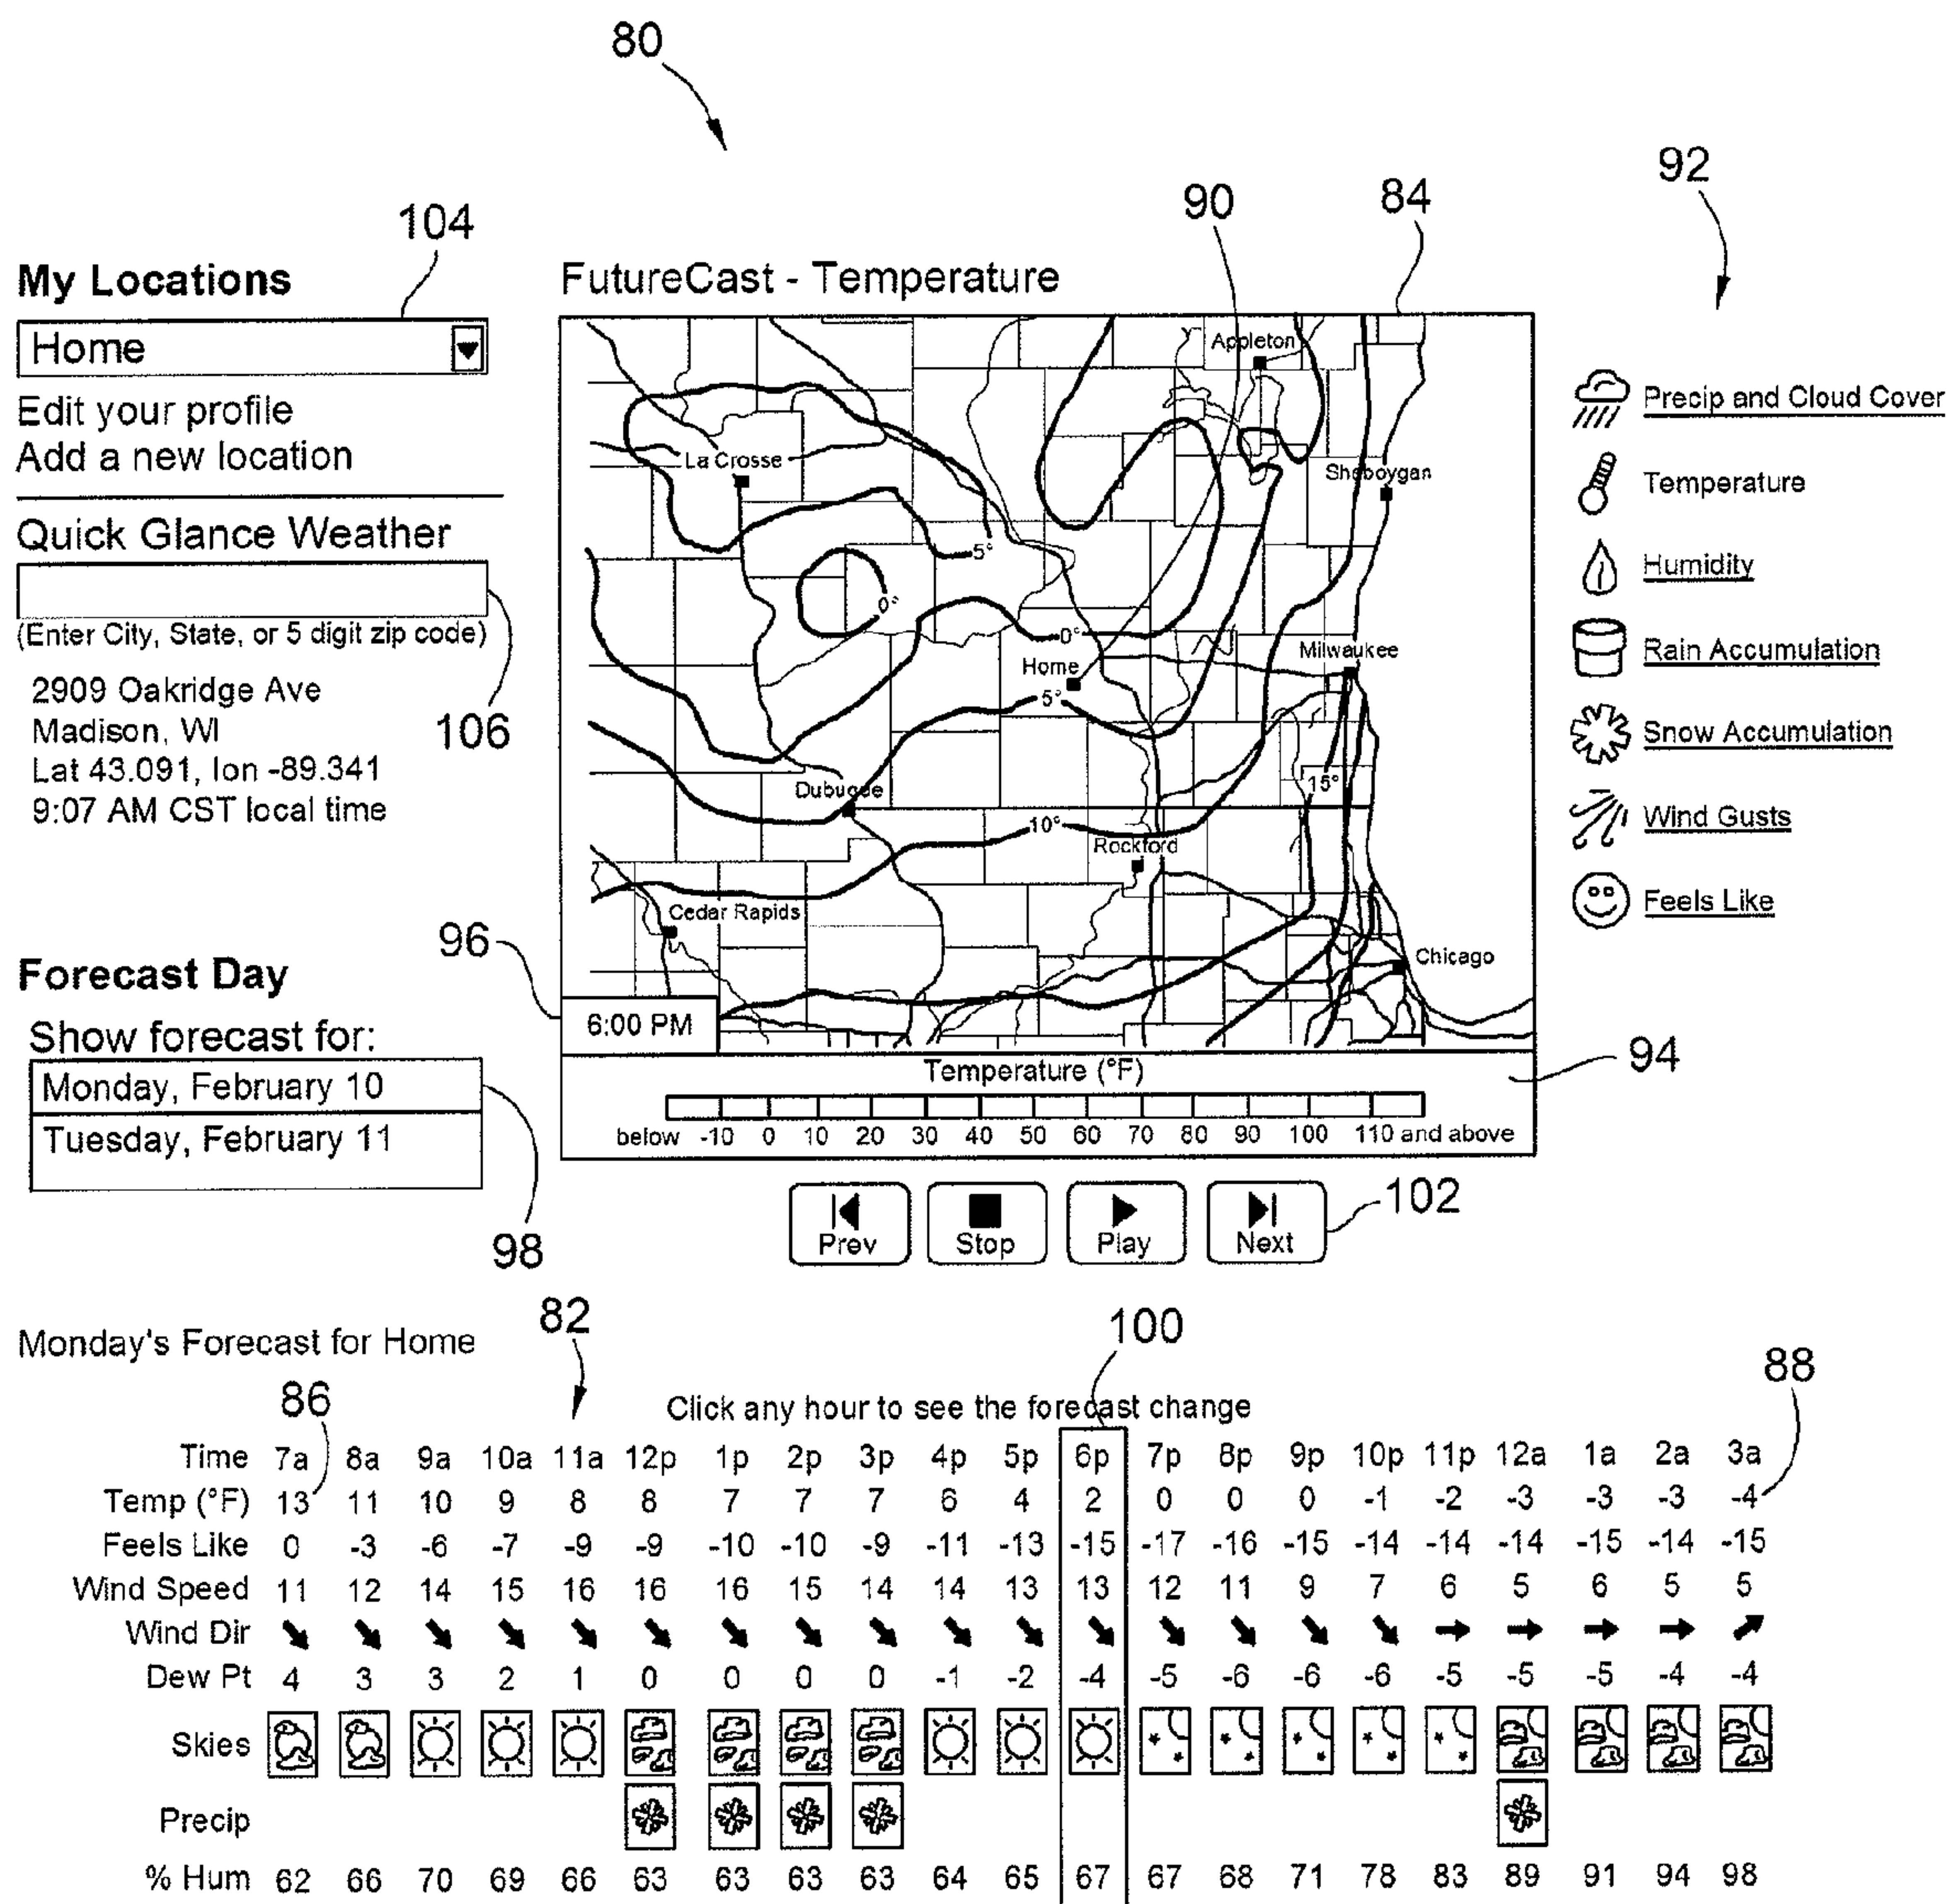 80
92
90
84
104
My Locations
Home
Edit your profile
Add a new location
Quick Glance Weather
(Enter City, State, or 5 digit zip code)
106
2909 Oakridge Ave
Madison, WI
Lat 43.091, lon -89.341
9:07 AM CST local time
FutureCast - Temperature
Appleton
La Crosse
Sheboygan
5°
0°
0°
Home
Milwaukee
5°
15°
Dubuque
10°
Rockford
Cedar Rapids
Chicago
96
6:00 PM
Temperature (°F)
below -10 0 10 20 30 40 50 60 70 80 90 100 110 and above
94
Precip and Cloud Cover
Temperature
Humidity
Rain Accumulation
Snow Accumulation
Wind Gusts
Feels Like
Forecast Day
Show forecast for:
Monday, February 10
Tuesday, February 11
98
Prev Stop Play Next
102
82
100
Monday's Forecast for Home
86
88
Click any hour to see the forecast change
Time 7a 8a 9a 10a 11a 12p 1p 2p 3p 4p 5p 6p 7p 8p 9p 10p 11p 12a 1a 2a 3a
Temp (°F) 13 11 10 9 8 8 7 7 7 6 4 2 0 0 0 -1 -2 -3 -3 -3 -4
Feels Like 0 -3 -6 -7 -9 -9 -10 -10 -9 -11 -13 -15 -17 -16 -15 -14 -14 -14 -15 -14 -15
Wind Speed 11 12 14 15 16 16 16 15 14 14 13 13 12 11 9 7 6 5 6 5 5
Wind Dir
Dew Pt 4 3 3 2 1 0 0 0 0 -1 -2 -4 -5 -6 -6 -6 -5 -5 -5 -4 -4
Skies
Precip
% Hum 62 66 70 69 66 63 63 63 63 64 65 67 67 68 71 78 83 89 91 94 98